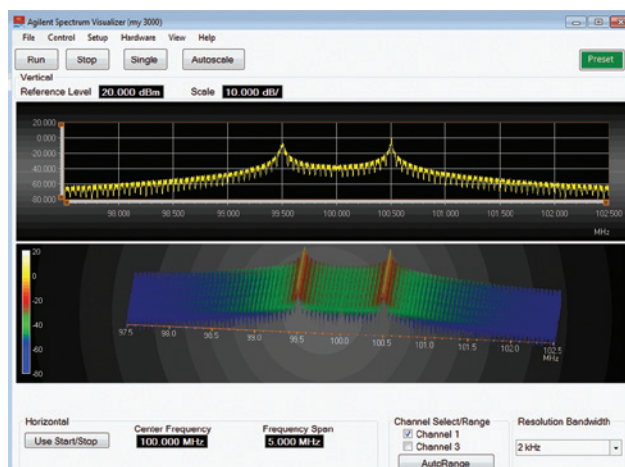 Agilent Spectrum Visualizer (my 3000)
File Control Setup Hardware View Help
Run Stop Single Autoscale Preset
Vertical
Reference Level 20.000 dBm Scale 10.000 dB/
20.000
0.000
20.000
40.000
60.000
80.000
98.000 98.500 99.000 99.500 100.000 100.500 101.000 101.500 102.000 102.500
MHz
20
0
-20
-40
-60
-80
97.5 98.0 98.5 99.0 99.5 100.0 100.5 101.0 101.5 102.0 102.5
MHz
Horizontal
Use Start/Stop
Center Frequency
100.000 MHz
Frequency Span
5.000 MHz
Channel Select/Range
Channel 1
Channel 3
AutoRange
Resolution Bandwidth
2 kHz